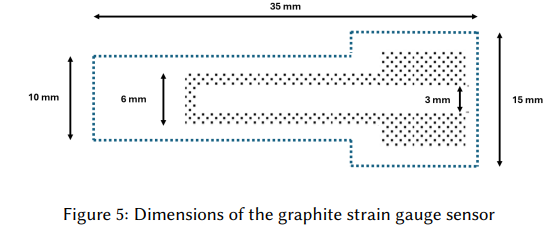 35 mm
10 mm
6 mm
3 mm
15 mm
Figure 5: Dimensions of the graphite strain gauge sensor